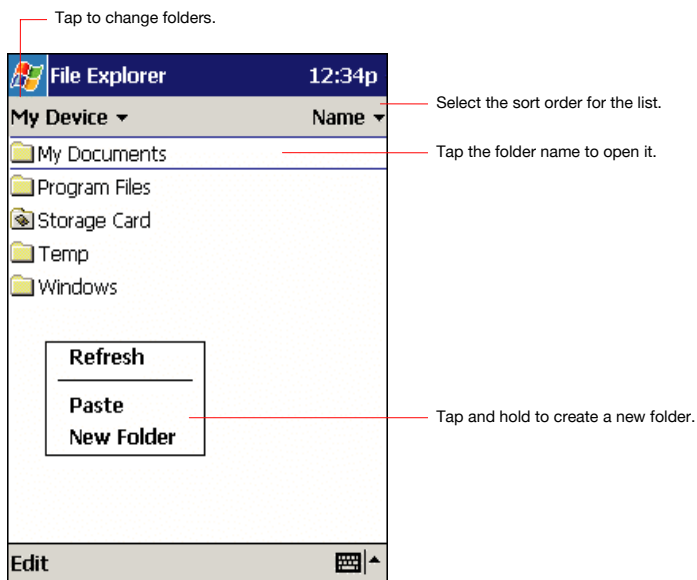 Tap to change folders.
File Explorer 12:34p
My Device Name
Select the sort order for the list.
My Documents
Tap the folder name to open it.
Program Files
Storage Card
Temp
Windows
Refresh
Paste
New Folder
Tap and hold to create a new folder.
Edit